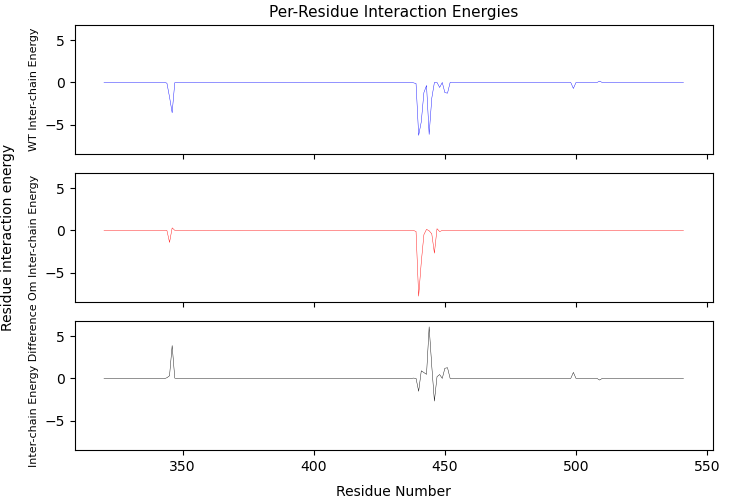 Per-Residue Interaction Energies
WT Inter-chain Energy
5
0
−5
Residue interaction energy
Om Inter-chain Energy
5
0
−5
Inter-chain Energy Difference
5
0
−5
350
400
450
500
550
Residue Number